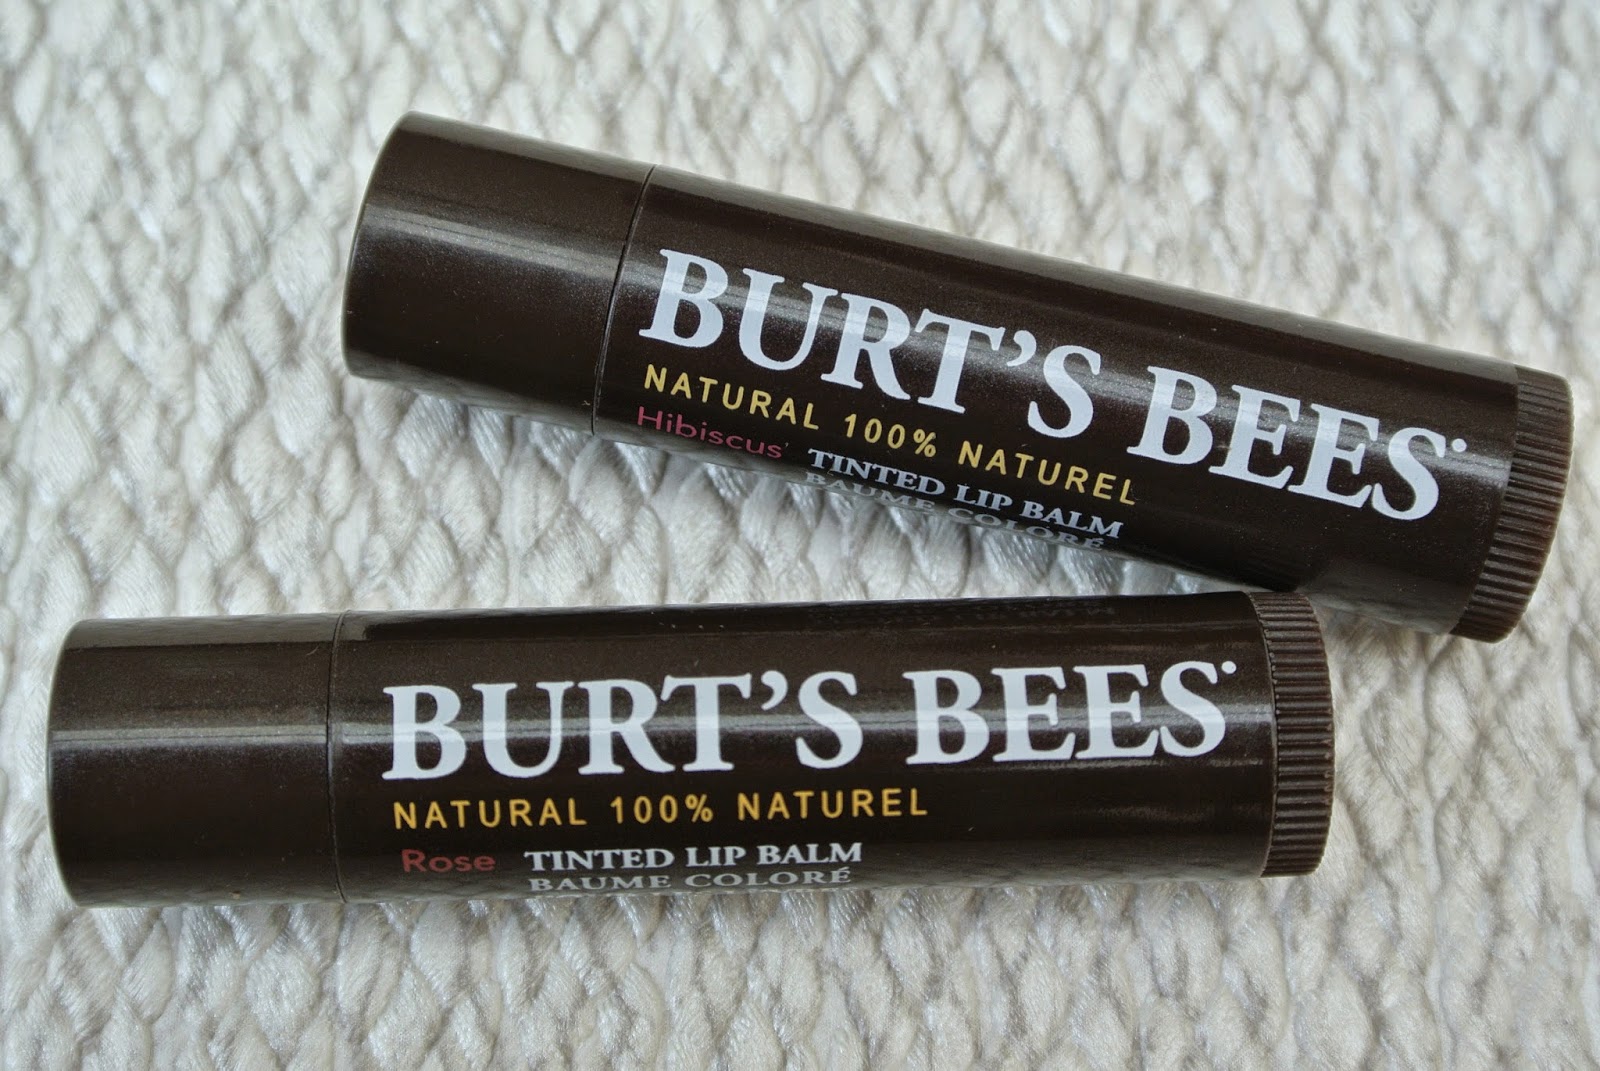 BURT'S BEES
NATURAL 100% NATUREL
Hibiscus TINTED LIP BALM
BAUME COLORÉ
BURT'S BEES
NATURAL 100% NATUREL
Rose TINTED LIP BALM
BAUME COLORÉ